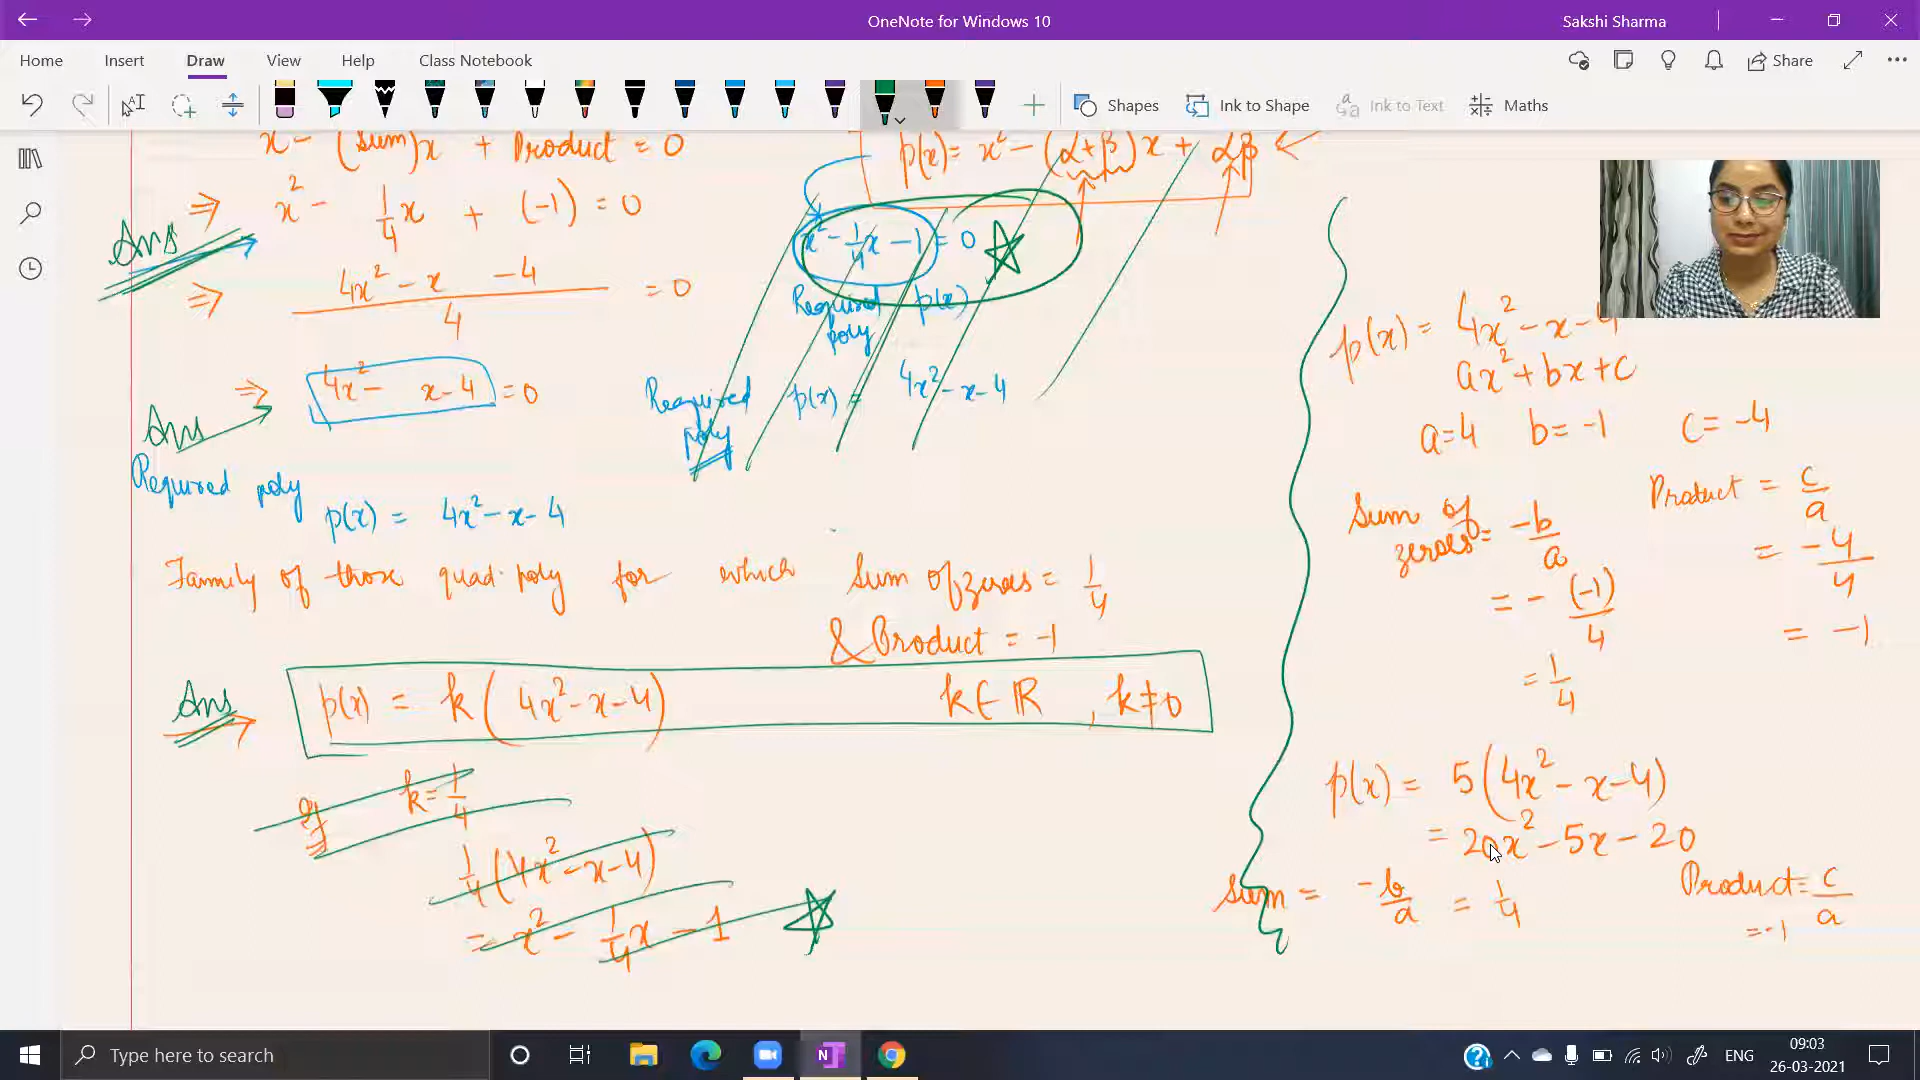 OneNote for Windows 10
Sakshi Sharma
Home Insert Draw View Help Class Notebook
Share
Shapes Ink to Shape Ink to Text Maths
x - (Sum)x + Product = 0
⇒ x² - 1/4 x + (-1) = 0
Ans
⇒ 4x² - x - 4 / 4 = 0
⇒ 4x² - x - 4 = 0
Ans
Required poly
p(x) = 4x² - x - 4
p(x) = x² - (α+β)x + αβ
x² - 1/4 x - 1 = 0
Required poly p(x)
Required poly p(x) = 4x² - x - 4
Family of those quad. poly for which Sum of zeroes = 1/4
& Product = -1
Ans
p(x) = k(4x² - x - 4) k ∈ ℝ, k ≠ 0
eg k = 1/4
1/4 (4x² - x - 4)
= x² - 1/4 x - 1
p(x) = 4x² - x - 4
ax² + bx + c
a = 4 b = -1 c = -4
Sum of zeroes = -b/a
= - (-1)/4
= 1/4
Product = c/a
= -4/4
= -1
p(x) = 5(4x² - x - 4)
= 20x² - 5x - 20
Sum = -b/a = 1/4
Product = c/a
= -1
Type here to search
ENG
09:03
26-03-2021